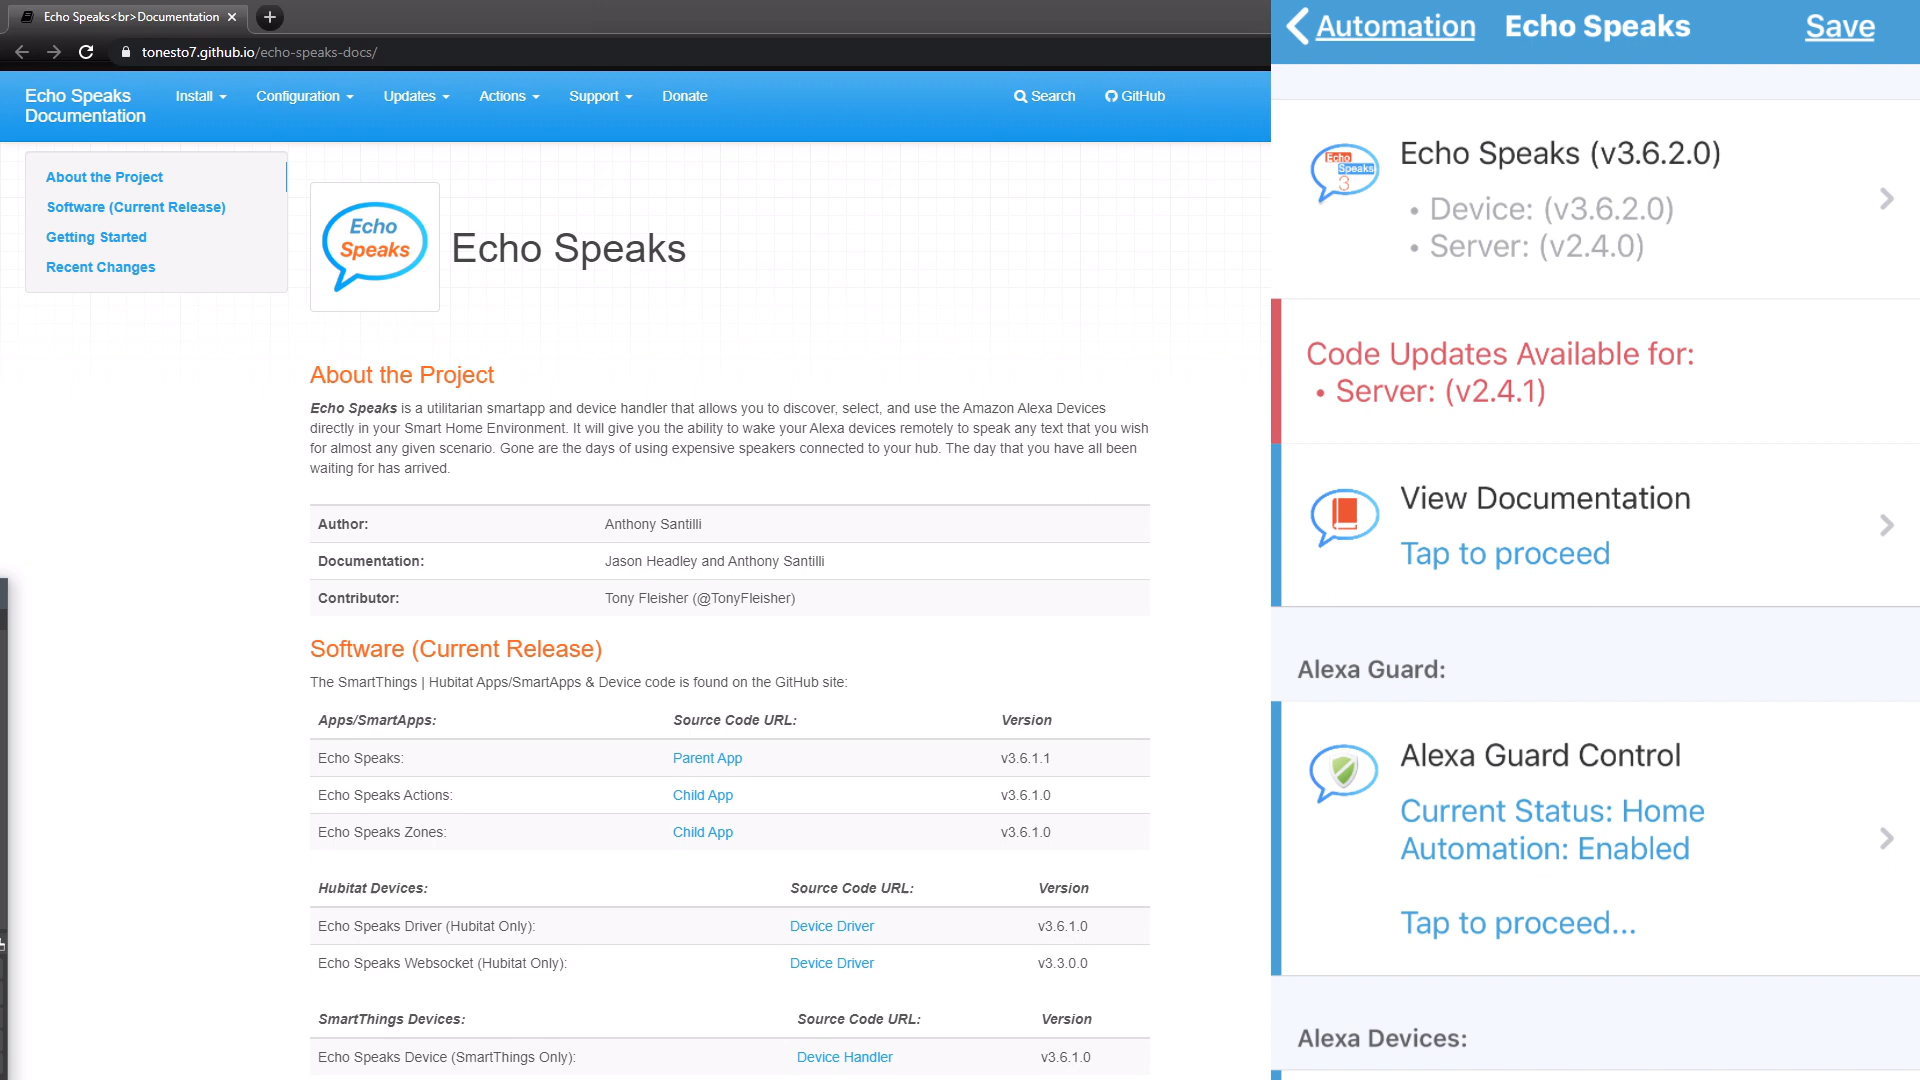 Echo Speaks<br>Documentation
tonesto7.github.io/echo-speaks-docs/
Echo Speaks
Documentation
Install
Configuration
Updates
Actions
Support
Donate
Search
GitHub
About the Project
Software (Current Release)
Getting Started
Recent Changes
Echo
Speaks
Echo Speaks
About the Project
Echo Speaks is a utilitarian smartapp and device handler that allows you to discover, select, and use the Amazon Alexa Devices
directly in your Smart Home Environment. It will give you the ability to wake your Alexa devices remotely to speak any text that you wish
for almost any given scenario. Gone are the days of using expensive speakers connected to your hub. The day that you have all been
waiting for has arrived.
Author: Anthony Santilli
Documentation: Jason Headley and Anthony Santilli
Contributor: Tony Fleisher (@TonyFleisher)
Software (Current Release)
The SmartThings | Hubitat Apps/SmartApps & Device code is found on the GitHub site:
Apps/SmartApps: Source Code URL: Version
Echo Speaks: Parent App v3.6.1.1
Echo Speaks Actions: Child App v3.6.1.0
Echo Speaks Zones: Child App v3.6.1.0
Hubitat Devices: Source Code URL: Version
Echo Speaks Driver (Hubitat Only): Device Driver v3.6.1.0
Echo Speaks Websocket (Hubitat Only): Device Driver v3.3.0.0
SmartThings Devices: Source Code URL: Version
Echo Speaks Device (SmartThings Only): Device Handler v3.6.1.0
Automation Echo Speaks Save
Echo
Speaks
3
Echo Speaks (v3.6.2.0)
• Device: (v3.6.2.0)
• Server: (v2.4.0)
Code Updates Available for:
• Server: (v2.4.1)
View Documentation
Tap to proceed
Alexa Guard:
Alexa Guard Control
Current Status: Home
Automation: Enabled
Tap to proceed...
Alexa Devices: